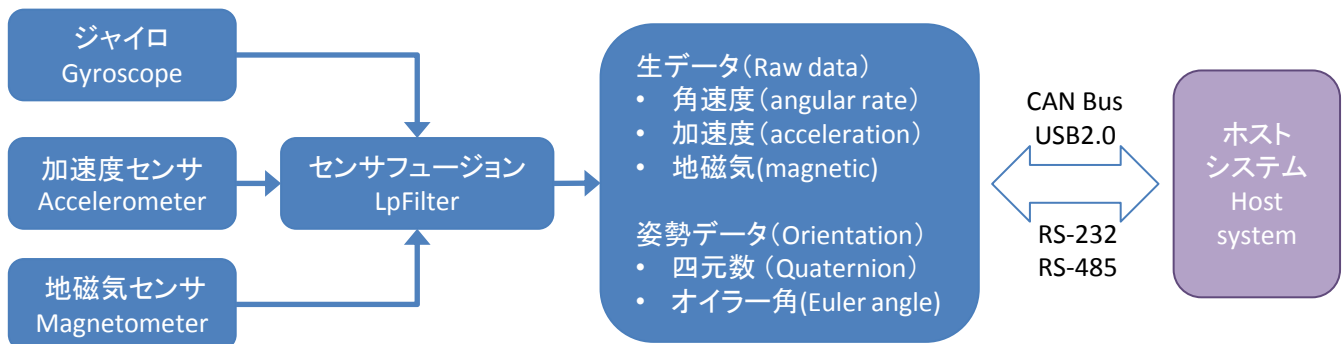 ジャイロ
Gyroscope
加速度センサ
Accelerometer
地磁気センサ
Magnetometer
センサフュージョン
LpFilter
生データ（Raw data）
• 角速度（angular rate）
• 加速度（acceleration）
• 地磁気(magnetic)
姿勢データ（Orientation）
• 四元数（Quaternion）
• オイラー角(Euler angle)
CAN Bus
USB2.0
RS-232
RS-485
ホスト
システム
Host
system